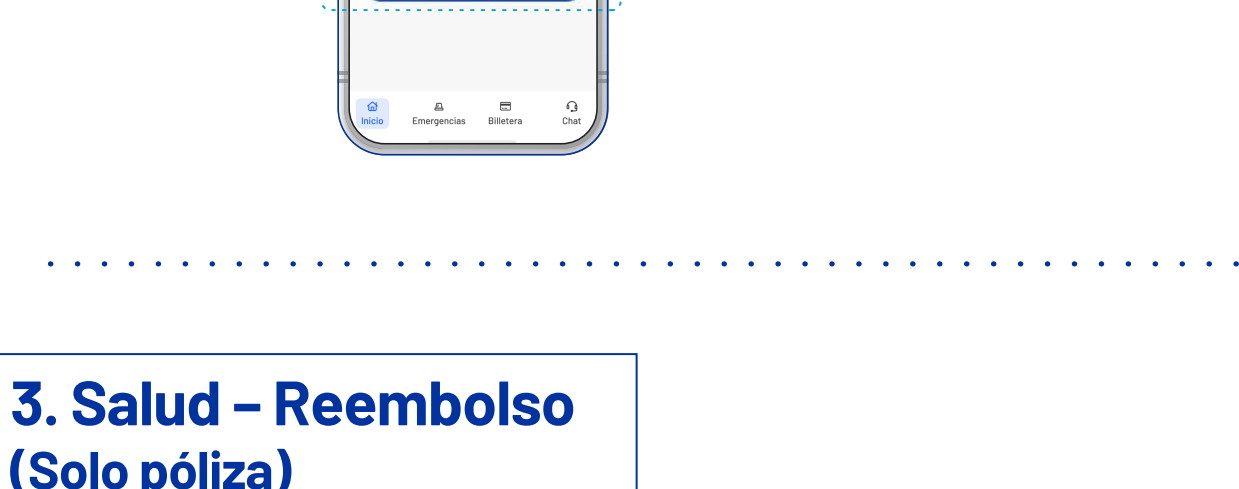 Inicio Emergencias Billetera Chat
3. Salud – Reembolso
(Solo póliza)